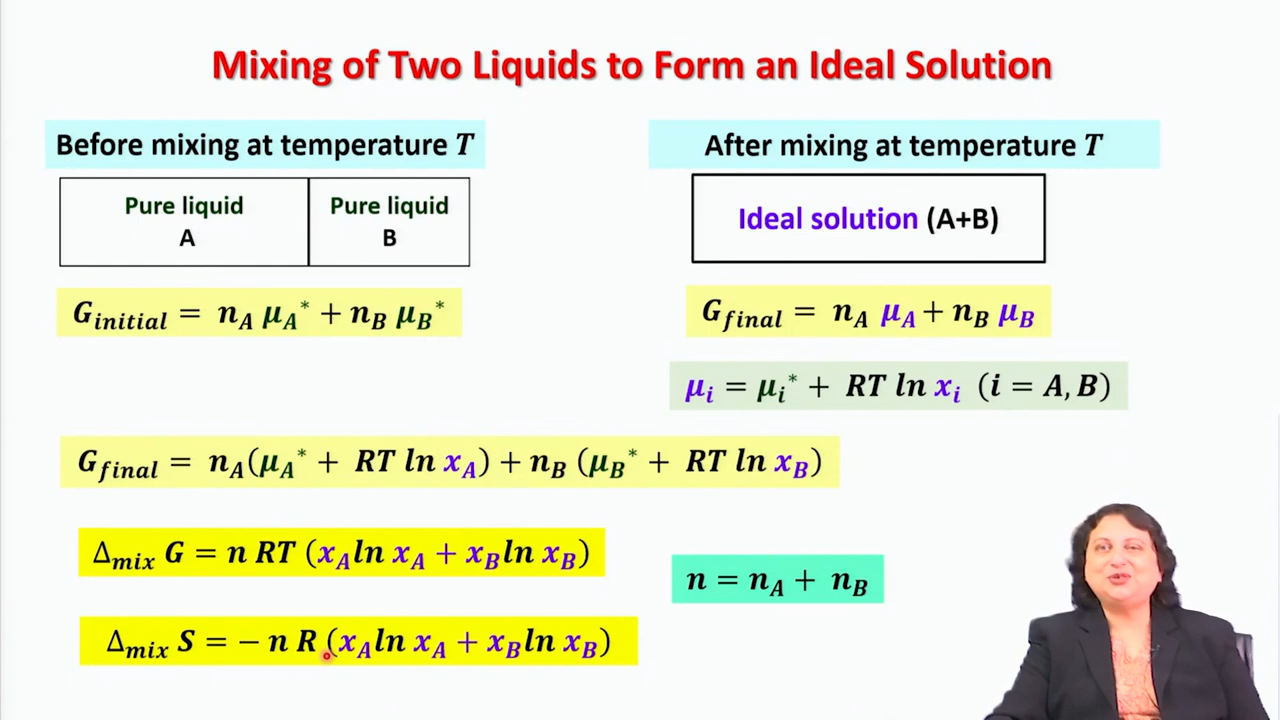 Mixing of Two Liquids to Form an Ideal Solution
Before mixing at temperature T
Pure liquid
A
Pure liquid
B
G_initial = n_A μ_A* + n_B μ_B*
After mixing at temperature T
Ideal solution (A+B)
G_final = n_A μ_A + n_B μ_B
μ_i = μ_i* + RT ln x_i (i = A, B)
G_final = n_A(μ_A* + RT ln x_A) + n_B (μ_B* + RT ln x_B)
Δ_mix G = n RT (x_A ln x_A + x_B ln x_B)
n = n_A + n_B
Δ_mix S = − n R (x_A ln x_A + x_B ln x_B)